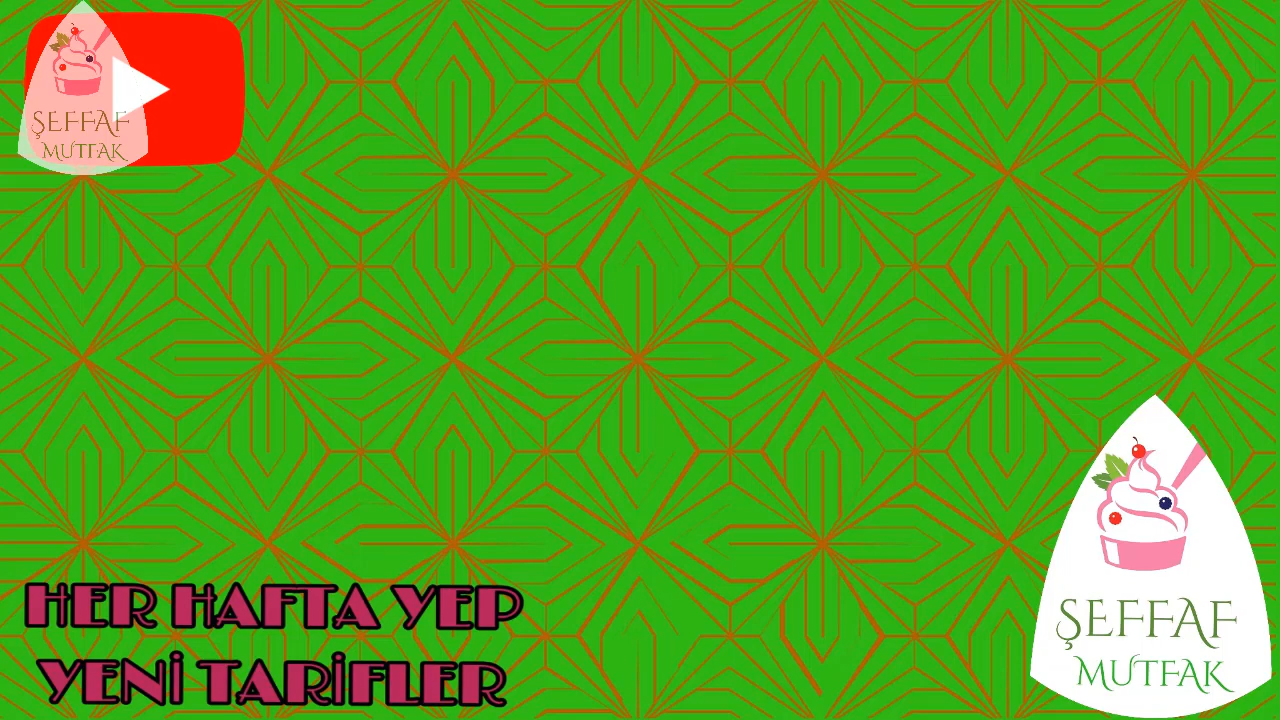 ŞEFFAF
MUTFAK
HER HAFTA YEP
YENİ TARİFLER
ŞEFFAF
MUTFAK